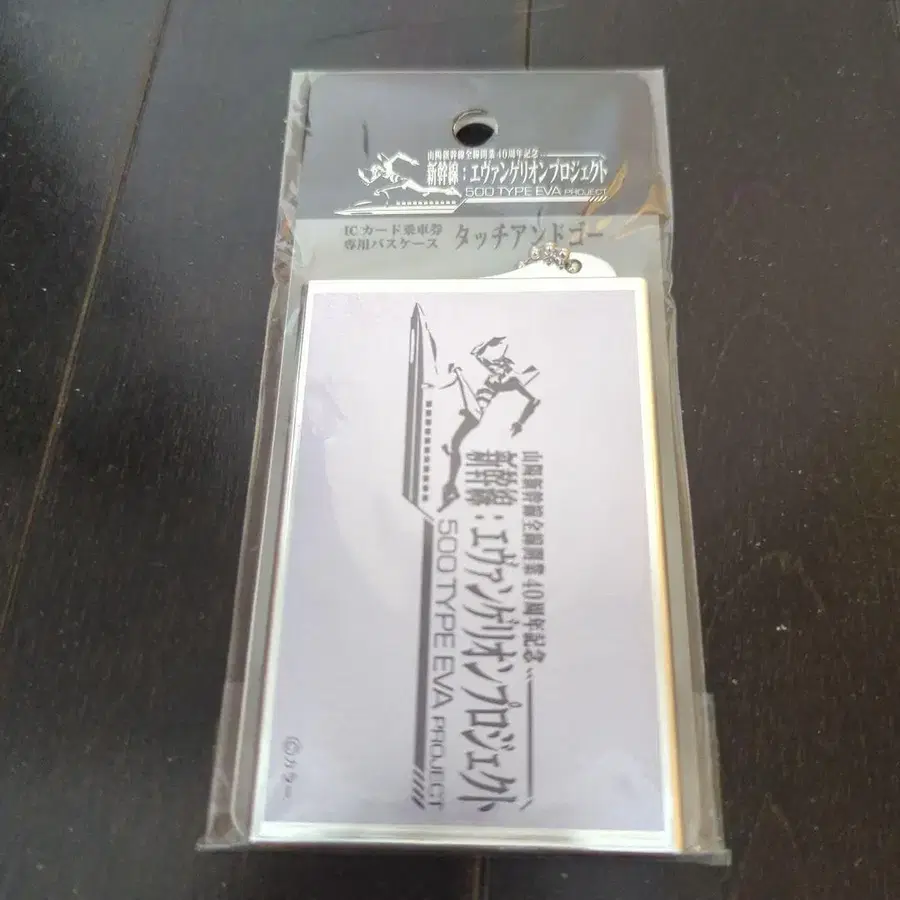 山陽新幹線全線開業40周年記念
新幹線：エヴァンゲリオンプロジェクト
500 TYPE EVA PROJECT
ICカード乗車券
専用パスケース タッチアンドゴー
山陽新幹線全線開業40周年記念
新幹線：エヴァンゲリオンプロジェクト
500 TYPE EVA PROJECT
©カラー